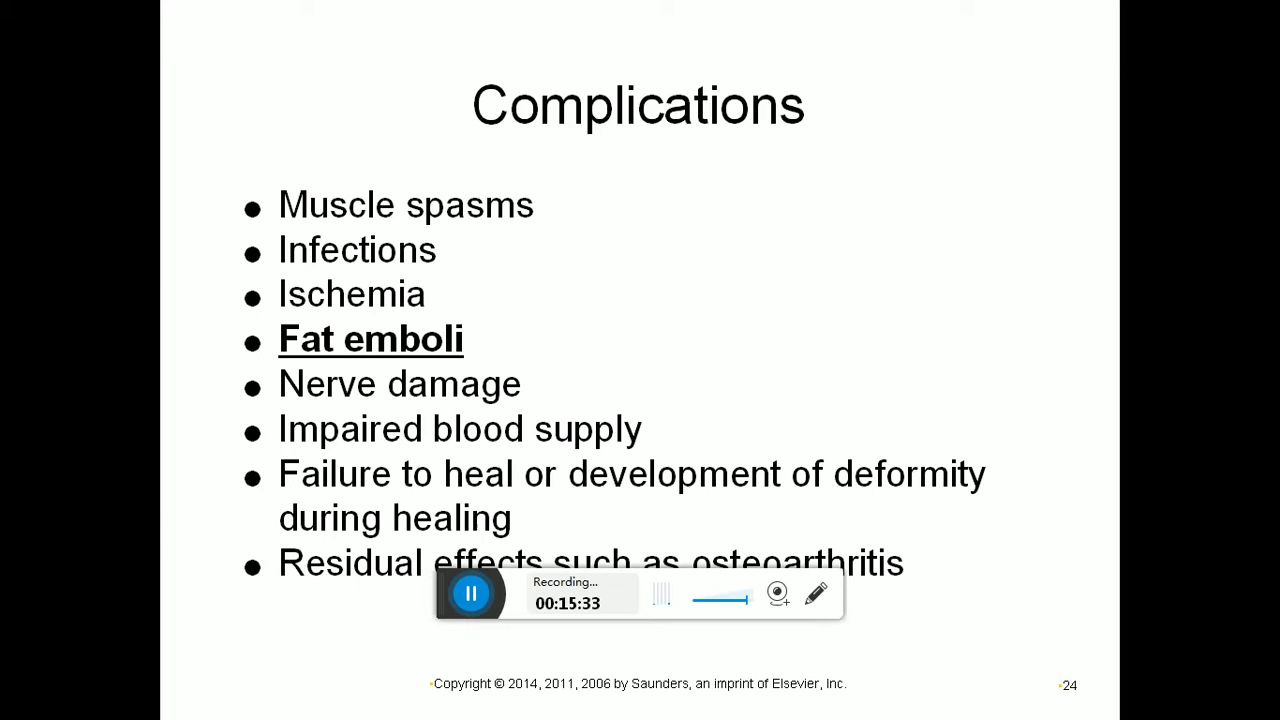 Complications
• Muscle spasms
• Infections
• Ischemia
• Fat emboli
• Nerve damage
• Impaired blood supply
• Failure to heal or development of deformity
during healing
• Residual effects such as osteoarthritis
Recording...
00:15:33
•Copyright © 2014, 2011, 2006 by Saunders, an imprint of Elsevier, Inc.
•24